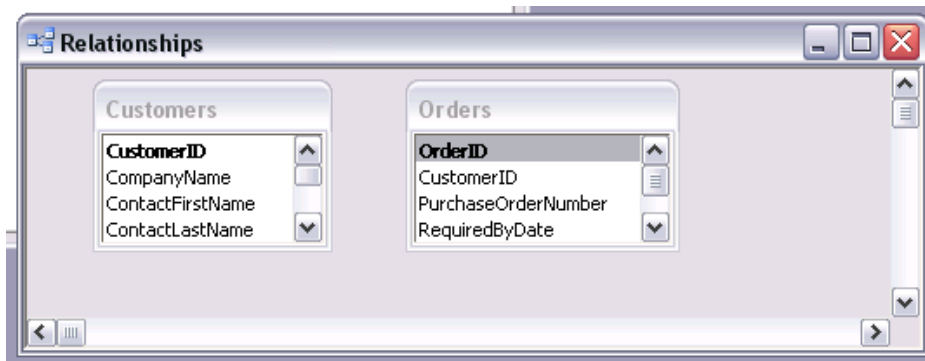 Relationships
Customers
CustomerID
CompanyName
ContactFirstName
ContactLastName
Orders
OrderID
CustomerID
PurchaseOrderNumber
RequiredByDate